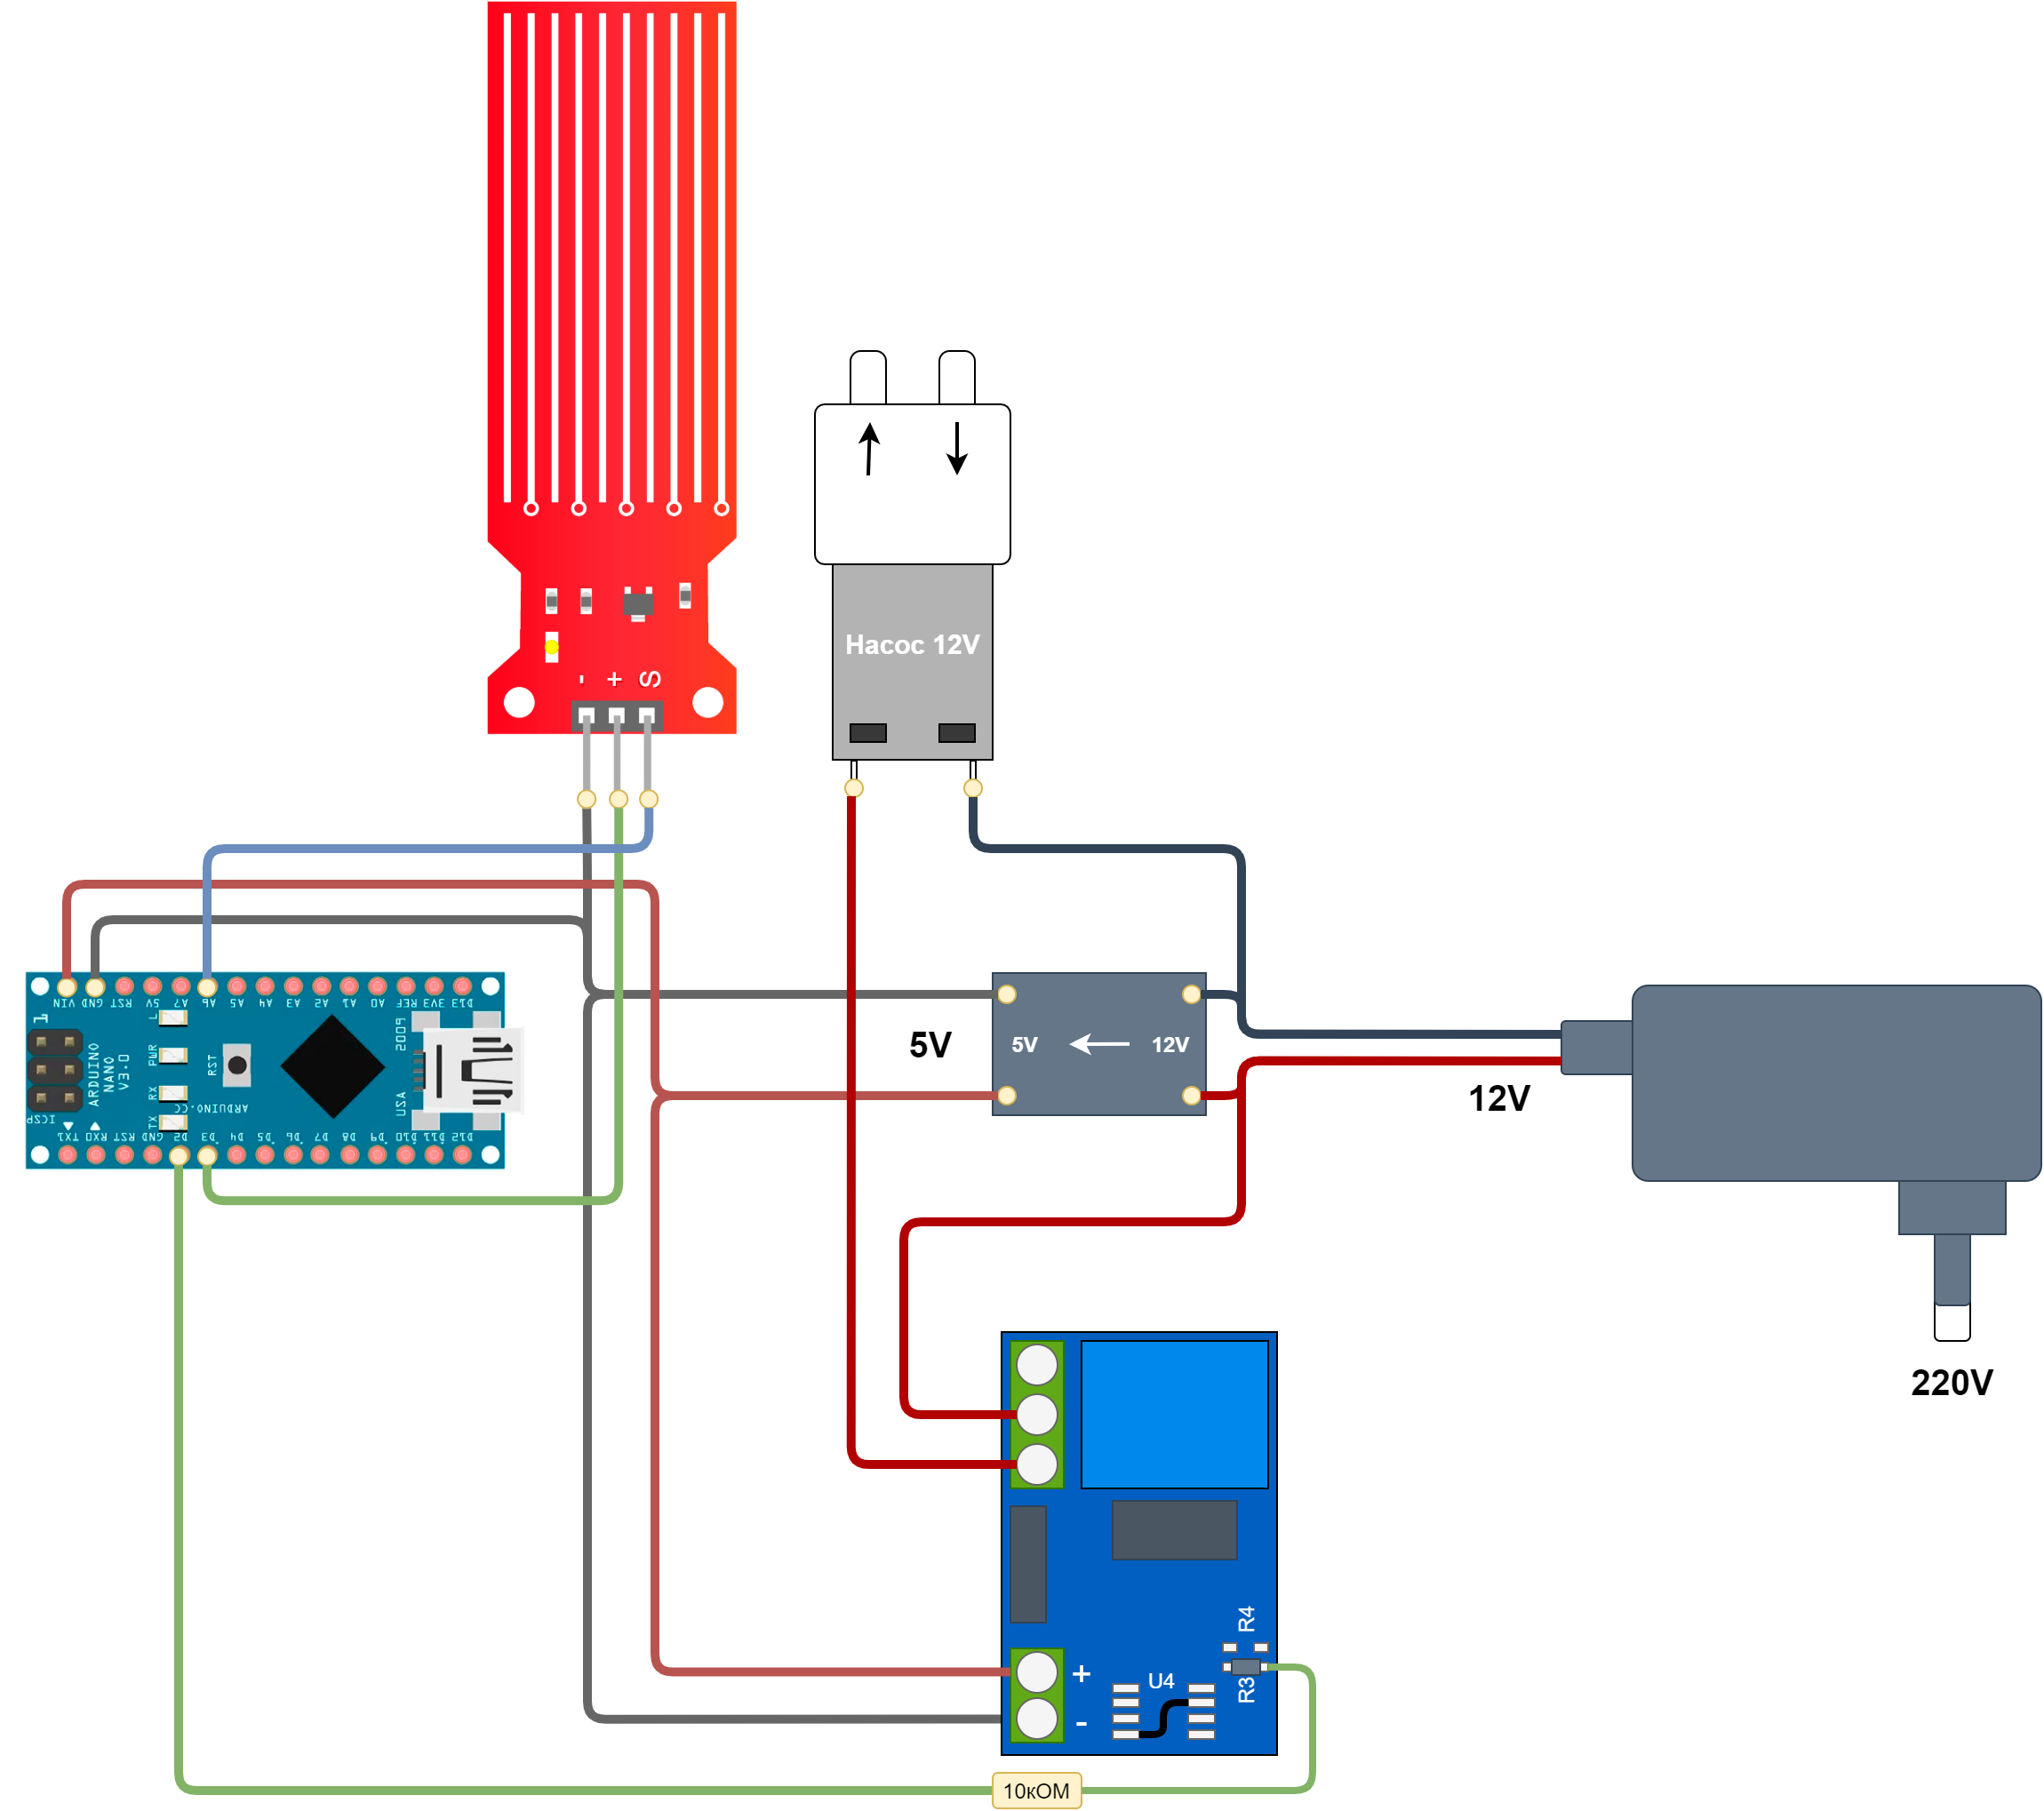 - + S
Насос 12V
VIN GND RST 5V A7 A6 A5 A4 A3 A2 A1 A0 REF 3V3 D13
1
L
PWR
RX
TX
RST
ARDUINO
NANO
V3.0
ARDUINO.CC
2005
USA
ICSP
TX1 RX0 RST GND D2 D3 D4 D5 D6 D7 D8 D9 D10 D11 D12
5V
5V
12V
12V
220V
R4
R3
U4
+
-
10кОМ